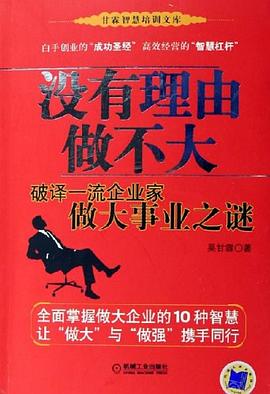 甘霖智慧培训文库
白手创业的“成功圣经” 高效经营的“智慧杠杆”
没有理由
做不大
破译一流企业家
做大事业之谜
吴甘霖◎著
全面掌握做大企业的10种智慧
让“做大”与“做强”携手同行
机械工业出版社